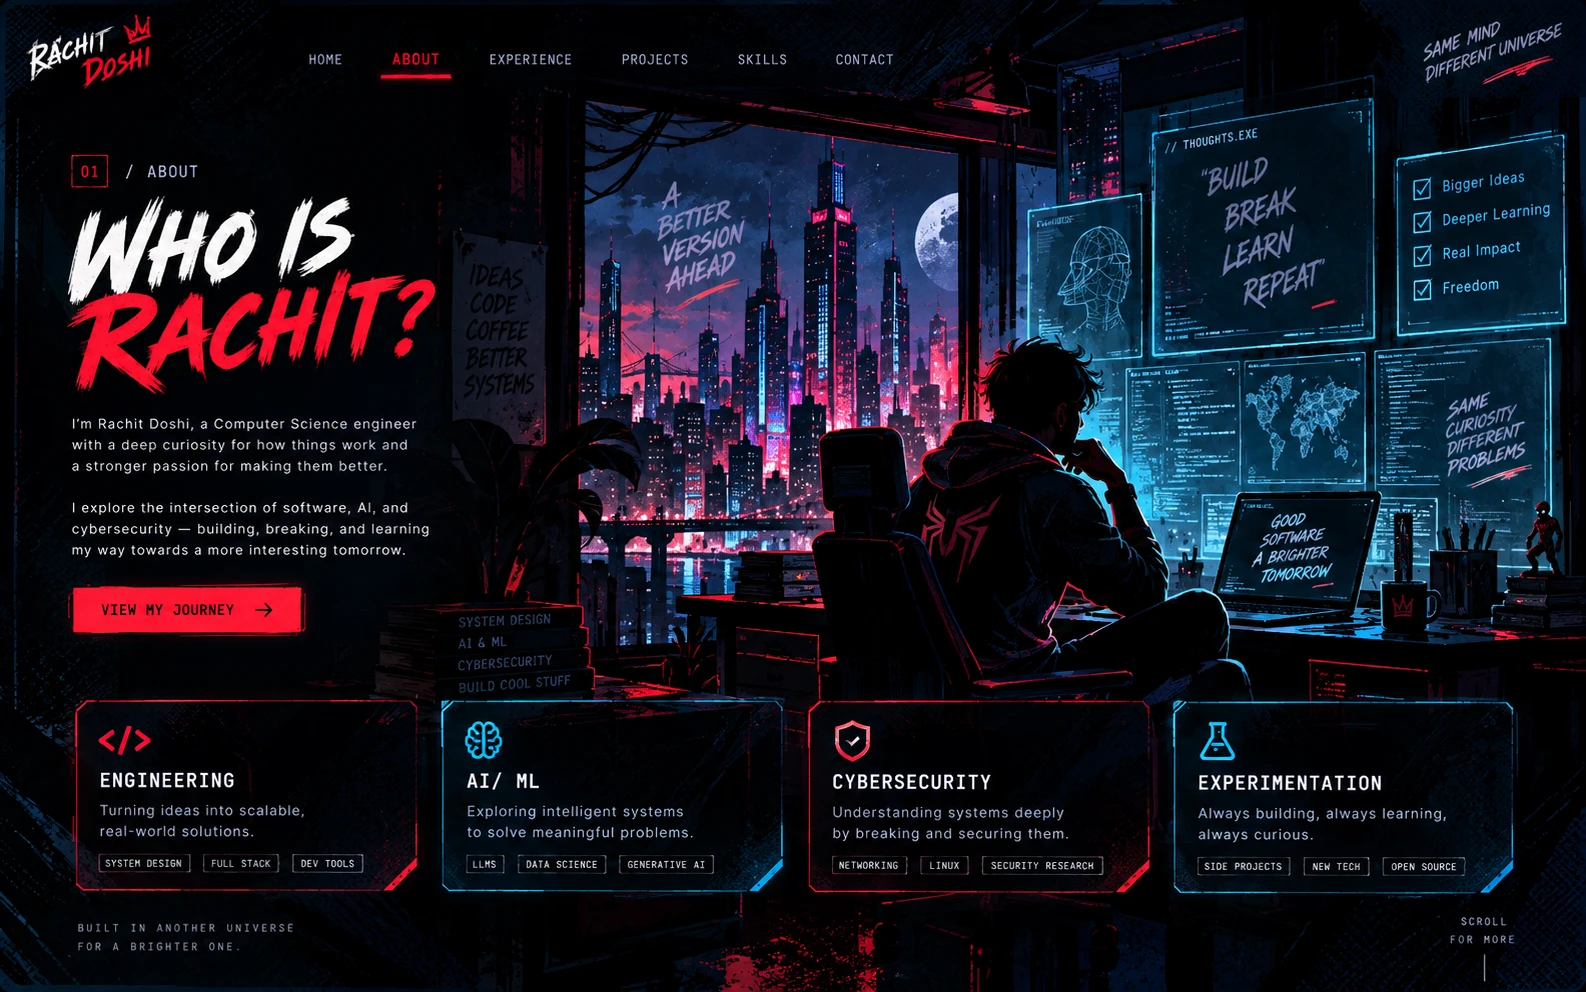 RACHIT
DOSHI
HOME
ABOUT
EXPERIENCE
PROJECTS
SKILLS
CONTACT
SAME MIND
DIFFERENT UNIVERSE
01 / ABOUT
WHO IS
RACHIT?
I'm Rachit Doshi, a Computer Science engineer
with a deep curiosity for how things work and
a stronger passion for making them better.
I explore the intersection of software, AI, and
cybersecurity — building, breaking, and learning
my way towards a more interesting tomorrow.
VIEW MY JOURNEY →
IDEAS
CODE
COFFEE
BETTER
SYSTEMS
A
BETTER
VERSION
AHEAD
// THOUGHTS.EXE
"BUILD
BREAK
LEARN
REPEAT"
Bigger Ideas
Deeper Learning
Real Impact
Freedom
SAME
CURIOSITY
DIFFERENT
PROBLEMS
GOOD
SOFTWARE
A BRIGHTER
TOMORROW
SYSTEM DESIGN
AI & ML
CYBERSECURITY
BUILD COOL STUFF
</>
ENGINEERING
Turning ideas into scalable,
real-world solutions.
SYSTEM DESIGN
FULL STACK
DEV TOOLS
AI/ ML
Exploring intelligent systems
to solve meaningful problems.
LLMS
DATA SCIENCE
GENERATIVE AI
CYBERSECURITY
Understanding systems deeply
by breaking and securing them.
NETWORKING
LINUX
SECURITY RESEARCH
EXPERIMENTATION
Always building, always learning,
always curious.
SIDE PROJECTS
NEW TECH
OPEN SOURCE
BUILT IN ANOTHER UNIVERSE
FOR A BRIGHTER ONE.
SCROLL
FOR MORE